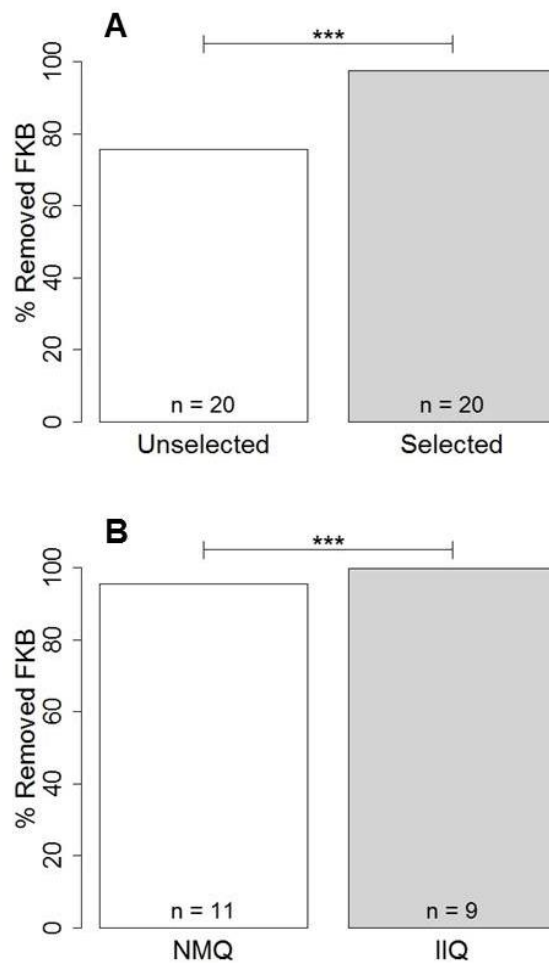 A
***
% Removed FKB
100
80
60
40
20
0
n = 20
n = 20
Unselected
Selected
B
***
% Removed FKB
100
80
60
40
20
0
n = 11
n = 9
NMQ
IIQ